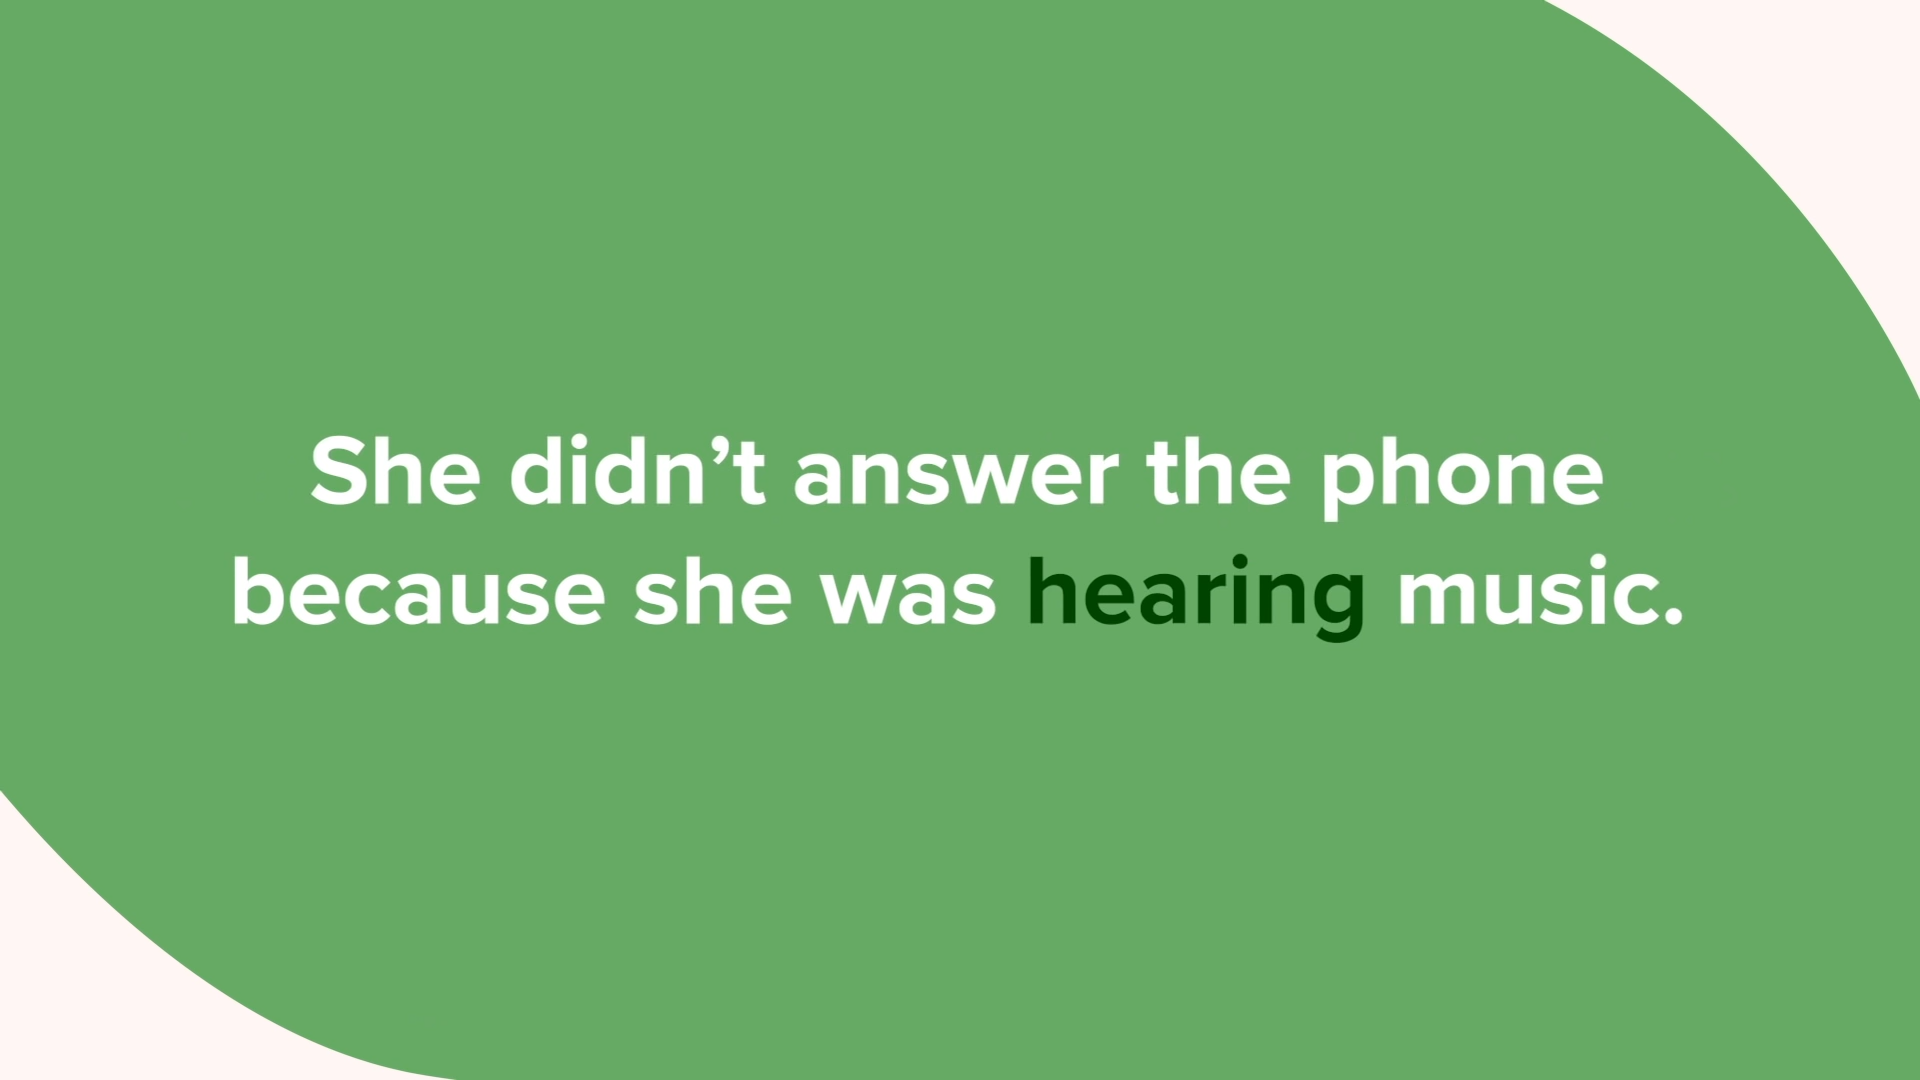 She didn’t answer the phone
because she was hearing music.